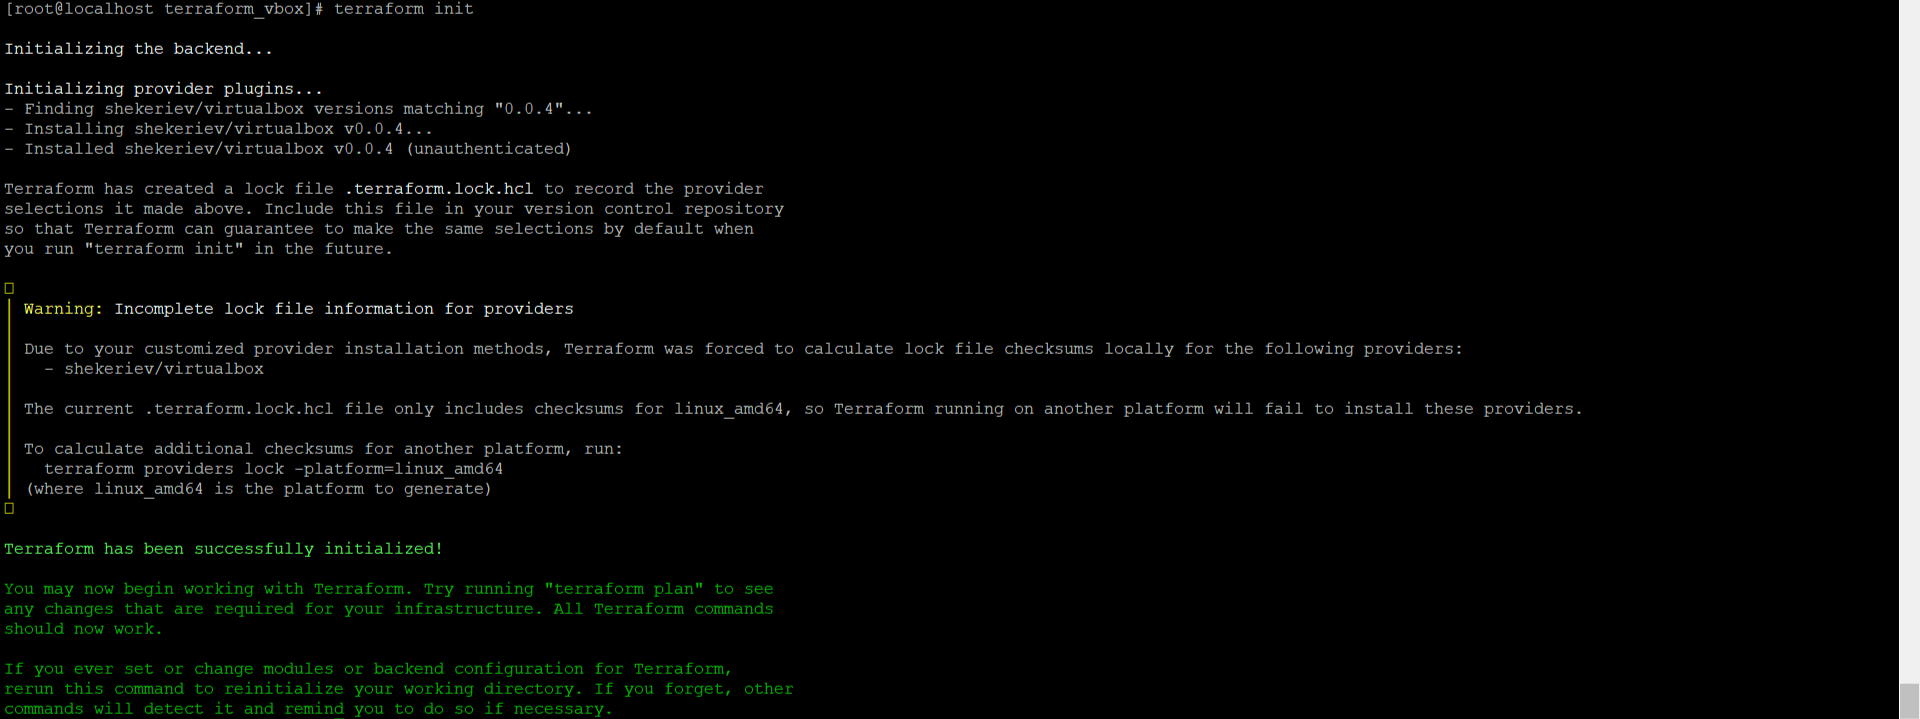 [root@localhost terraform_vbox]# terraform init
Initializing the backend...
Initializing provider plugins...
- Finding shekeriev/virtualbox versions matching "0.0.4"...
- Installing shekeriev/virtualbox v0.0.4...
- Installed shekeriev/virtualbox v0.0.4 (unauthenticated)
Terraform has created a lock file .terraform.lock.hcl to record the provider
selections it made above. Include this file in your version control repository
so that Terraform can guarantee to make the same selections by default when
you run "terraform init" in the future.
Warning: Incomplete lock file information for providers
Due to your customized provider installation methods, Terraform was forced to calculate lock file checksums locally for the following providers:
- shekeriev/virtualbox
The current .terraform.lock.hcl file only includes checksums for linux_amd64, so Terraform running on another platform will fail to install these providers.
To calculate additional checksums for another platform, run:
terraform providers lock -platform=linux_amd64
(where linux_amd64 is the platform to generate)
Terraform has been successfully initialized!
You may now begin working with Terraform. Try running "terraform plan" to see
any changes that are required for your infrastructure. All Terraform commands
should now work.
If you ever set or change modules or backend configuration for Terraform,
rerun this command to reinitialize your working directory. If you forget, other
commands will detect it and remind you to do so if necessary.